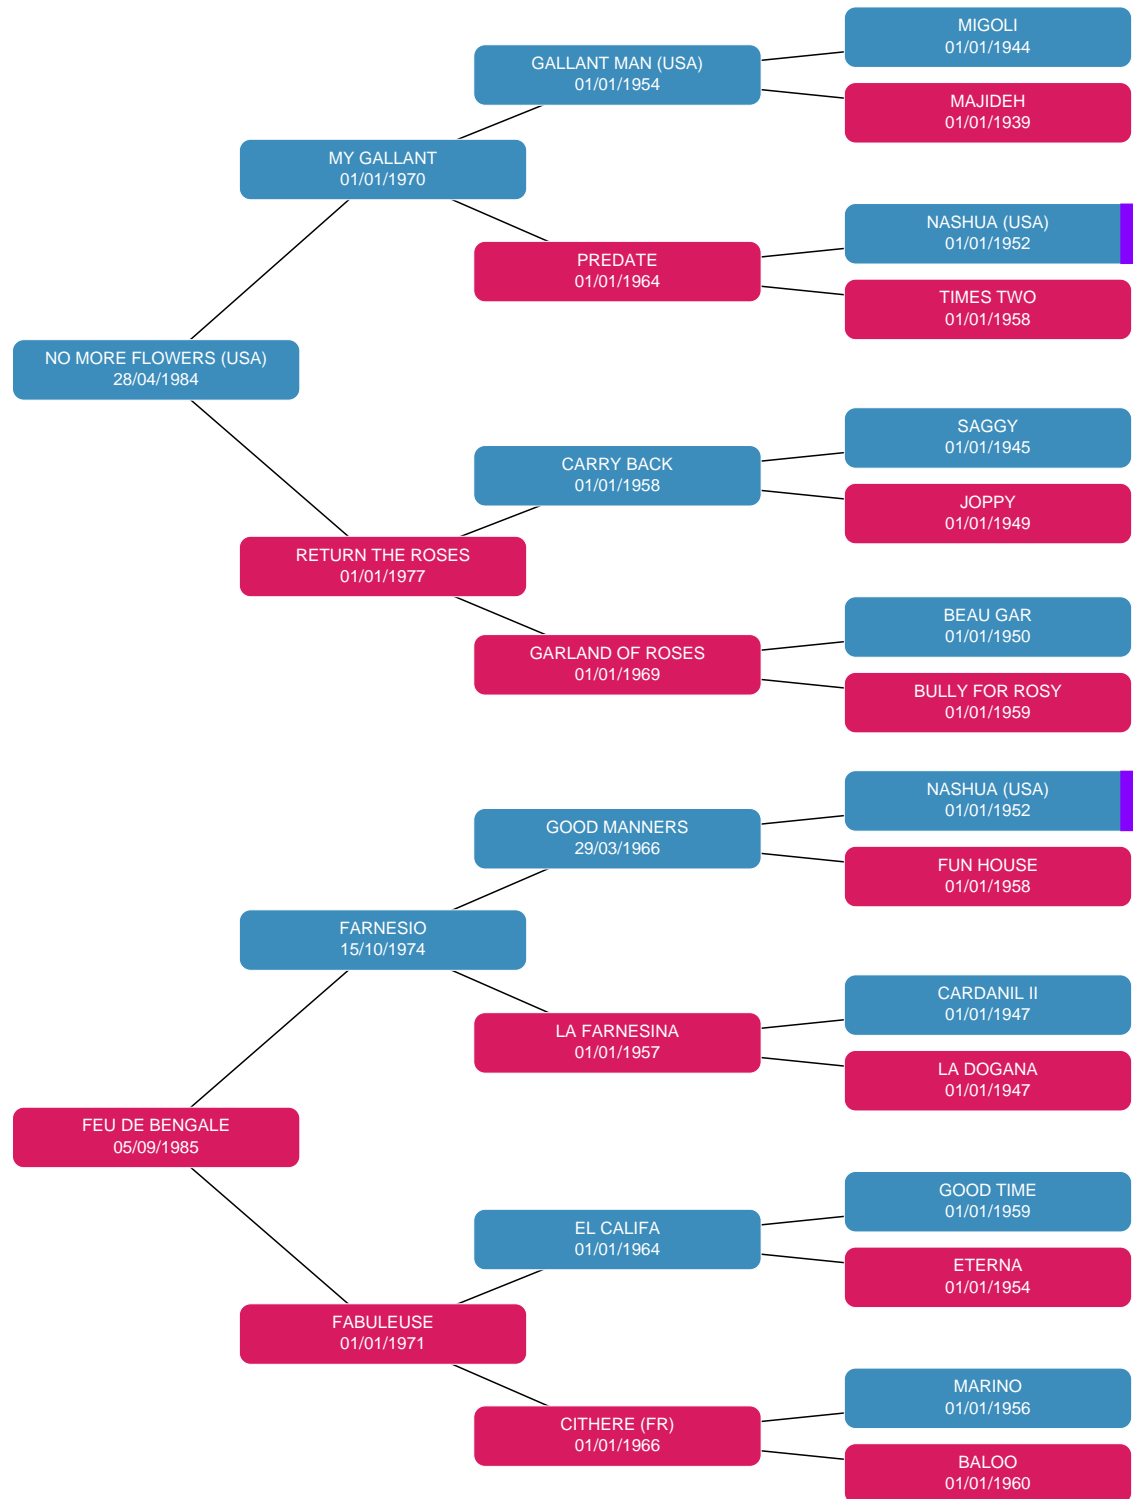 MIGOLI
01/01/1944
GALLANT MAN (USA)
01/01/1954
MAJIDEH
01/01/1939
MY GALLANT
01/01/1970
NASHUA (USA)
01/01/1952
PREDATE
01/01/1964
TIMES TWO
01/01/1958
NO MORE FLOWERS (USA)
28/04/1984
SAGGY
01/01/1945
CARRY BACK
01/01/1958
JOPPY
01/01/1949
RETURN THE ROSES
01/01/1977
BEAU GAR
01/01/1950
GARLAND OF ROSES
01/01/1969
BULLY FOR ROSY
01/01/1959
NASHUA (USA)
01/01/1952
GOOD MANNERS
29/03/1966
FUN HOUSE
01/01/1958
FARNESIO
15/10/1974
CARDANIL II
01/01/1947
LA FARNESINA
01/01/1957
LA DOGANA
01/01/1947
FEU DE BENGALE
05/09/1985
GOOD TIME
01/01/1959
EL CALIFA
01/01/1964
ETERNA
01/01/1954
FABULEUSE
01/01/1971
MARINO
01/01/1956
CITHERE (FR)
01/01/1966
BALOO
01/01/1960